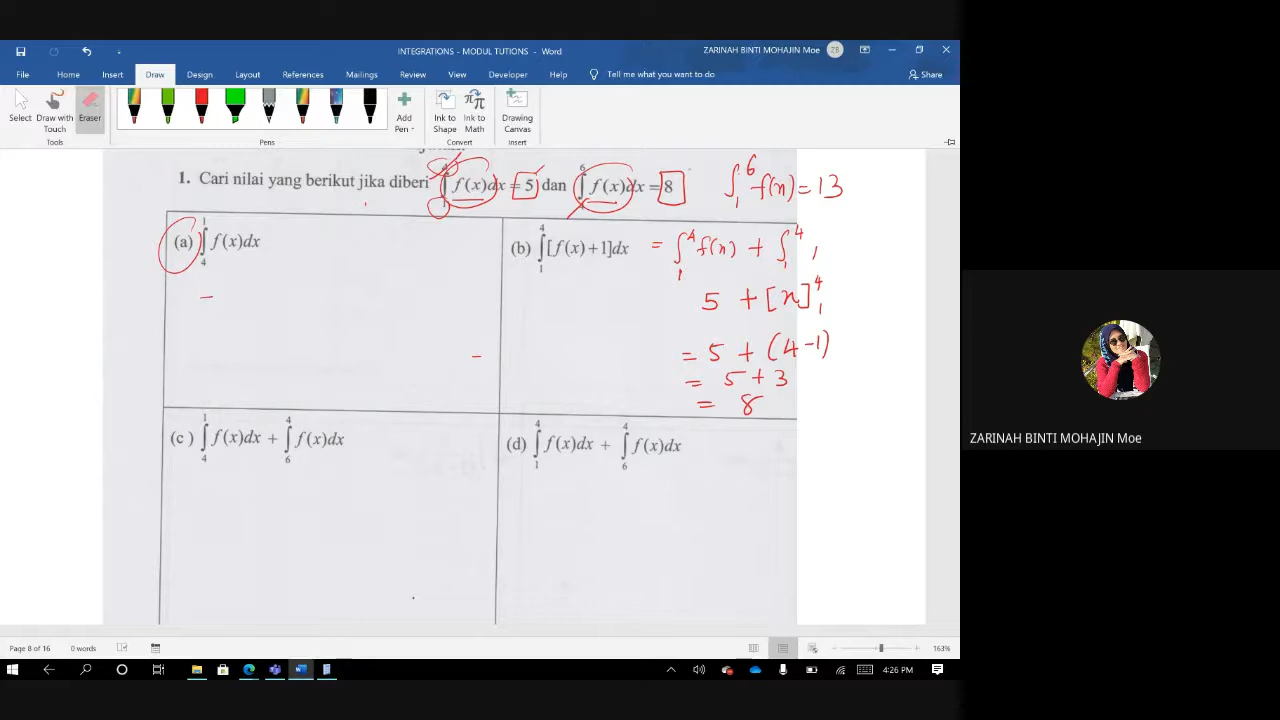 INTEGRATIONS - MODUL TUTIONS - Word
ZARINAH BINTI MOHAJIN Moe ZB
File Home Insert Draw Design Layout References Mailings Review View Developer Help Tell me what you want to do Share
Select Draw with Touch Eraser Add Pen Ink to Shape Ink to Math Drawing Canvas
Tools Pens Convert Insert
1. Cari nilai yang berikut jika diberi ∫ f(x)dx = 5 dan ∫ f(x)dx = 8
∫₁⁶ f(x) = 13
(a) ∫₄¹ f(x)dx
(b) ∫₁⁴ [f(x) + 1]dx = ∫₁⁴ f(x) + ∫₁⁴ 1
5 + [x]₁⁴
= 5 + (4 - 1)
= 5 + 3
= 8
(c ) ∫₄¹ f(x)dx + ∫₆⁴ f(x)dx
(d) ∫₁⁴ f(x)dx + ∫₆⁴ f(x)dx
ZARINAH BINTI MOHAJIN Moe
Page 8 of 16 0 words 163%
4:26 PM